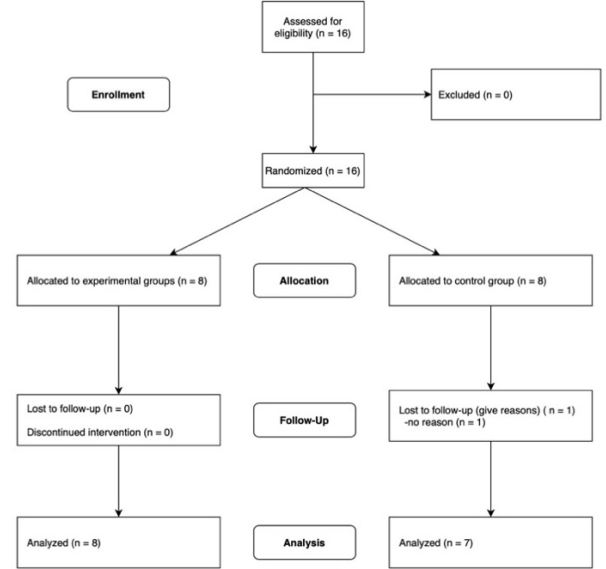 Assessed for
eligibility (n = 16)
Enrollment
Excluded (n = 0)
Randomized (n = 16)
Allocated to experimental groups (n = 8)
Allocation
Allocated to control group (n = 8)
Lost to follow-up (n = 0)
Discontinued intervention (n = 0)
Follow-Up
Lost to follow-up (give reasons) ( n = 1)
-no reason (n = 1)
Analyzed (n = 8)
Analysis
Analyzed (n = 7)